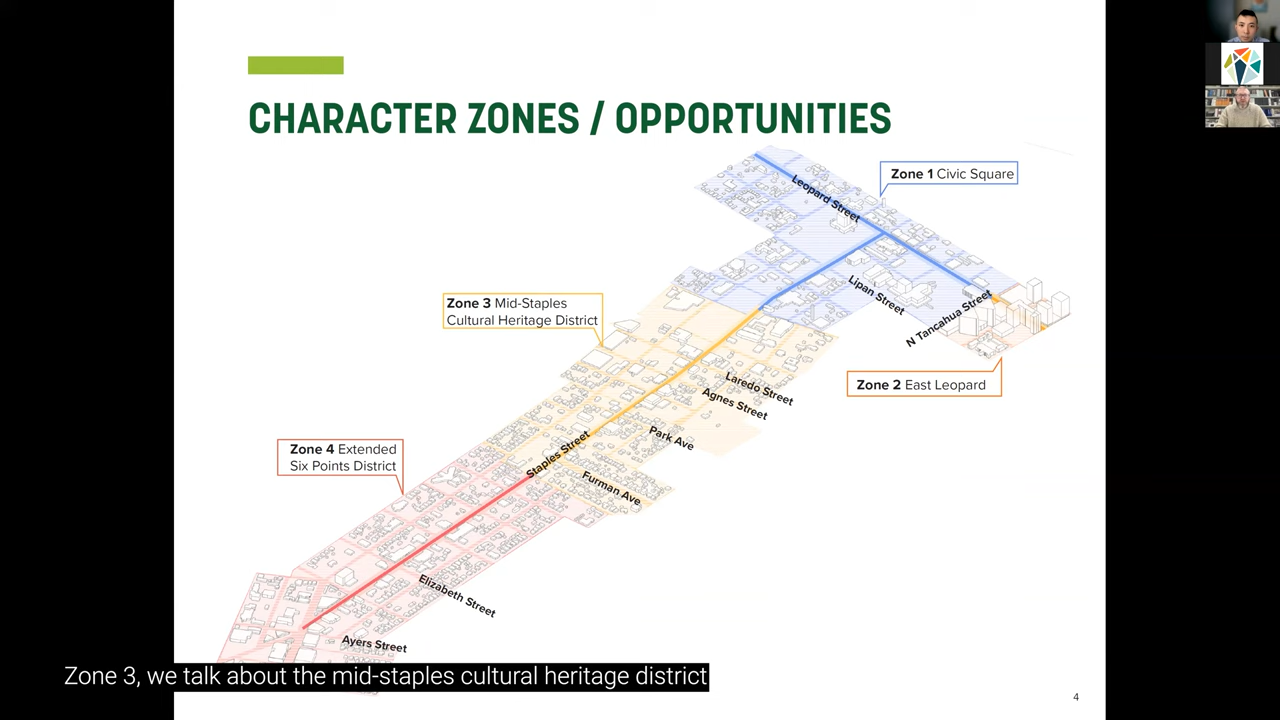 CHARACTER ZONES / OPPORTUNITIES
Zone 1 Civic Square
Leopard Street
Lipan Street
N Tancahua Street
Zone 3 Mid-Staples
Cultural Heritage District
Zone 2 East Leopard
Laredo Street
Agnes Street
Park Ave
Staples Street
Zone 4 Extended
Six Points District
Furman Ave
Elizabeth Street
Ayers Street
Zone 3, we talk about the mid-staples cultural heritage district
4